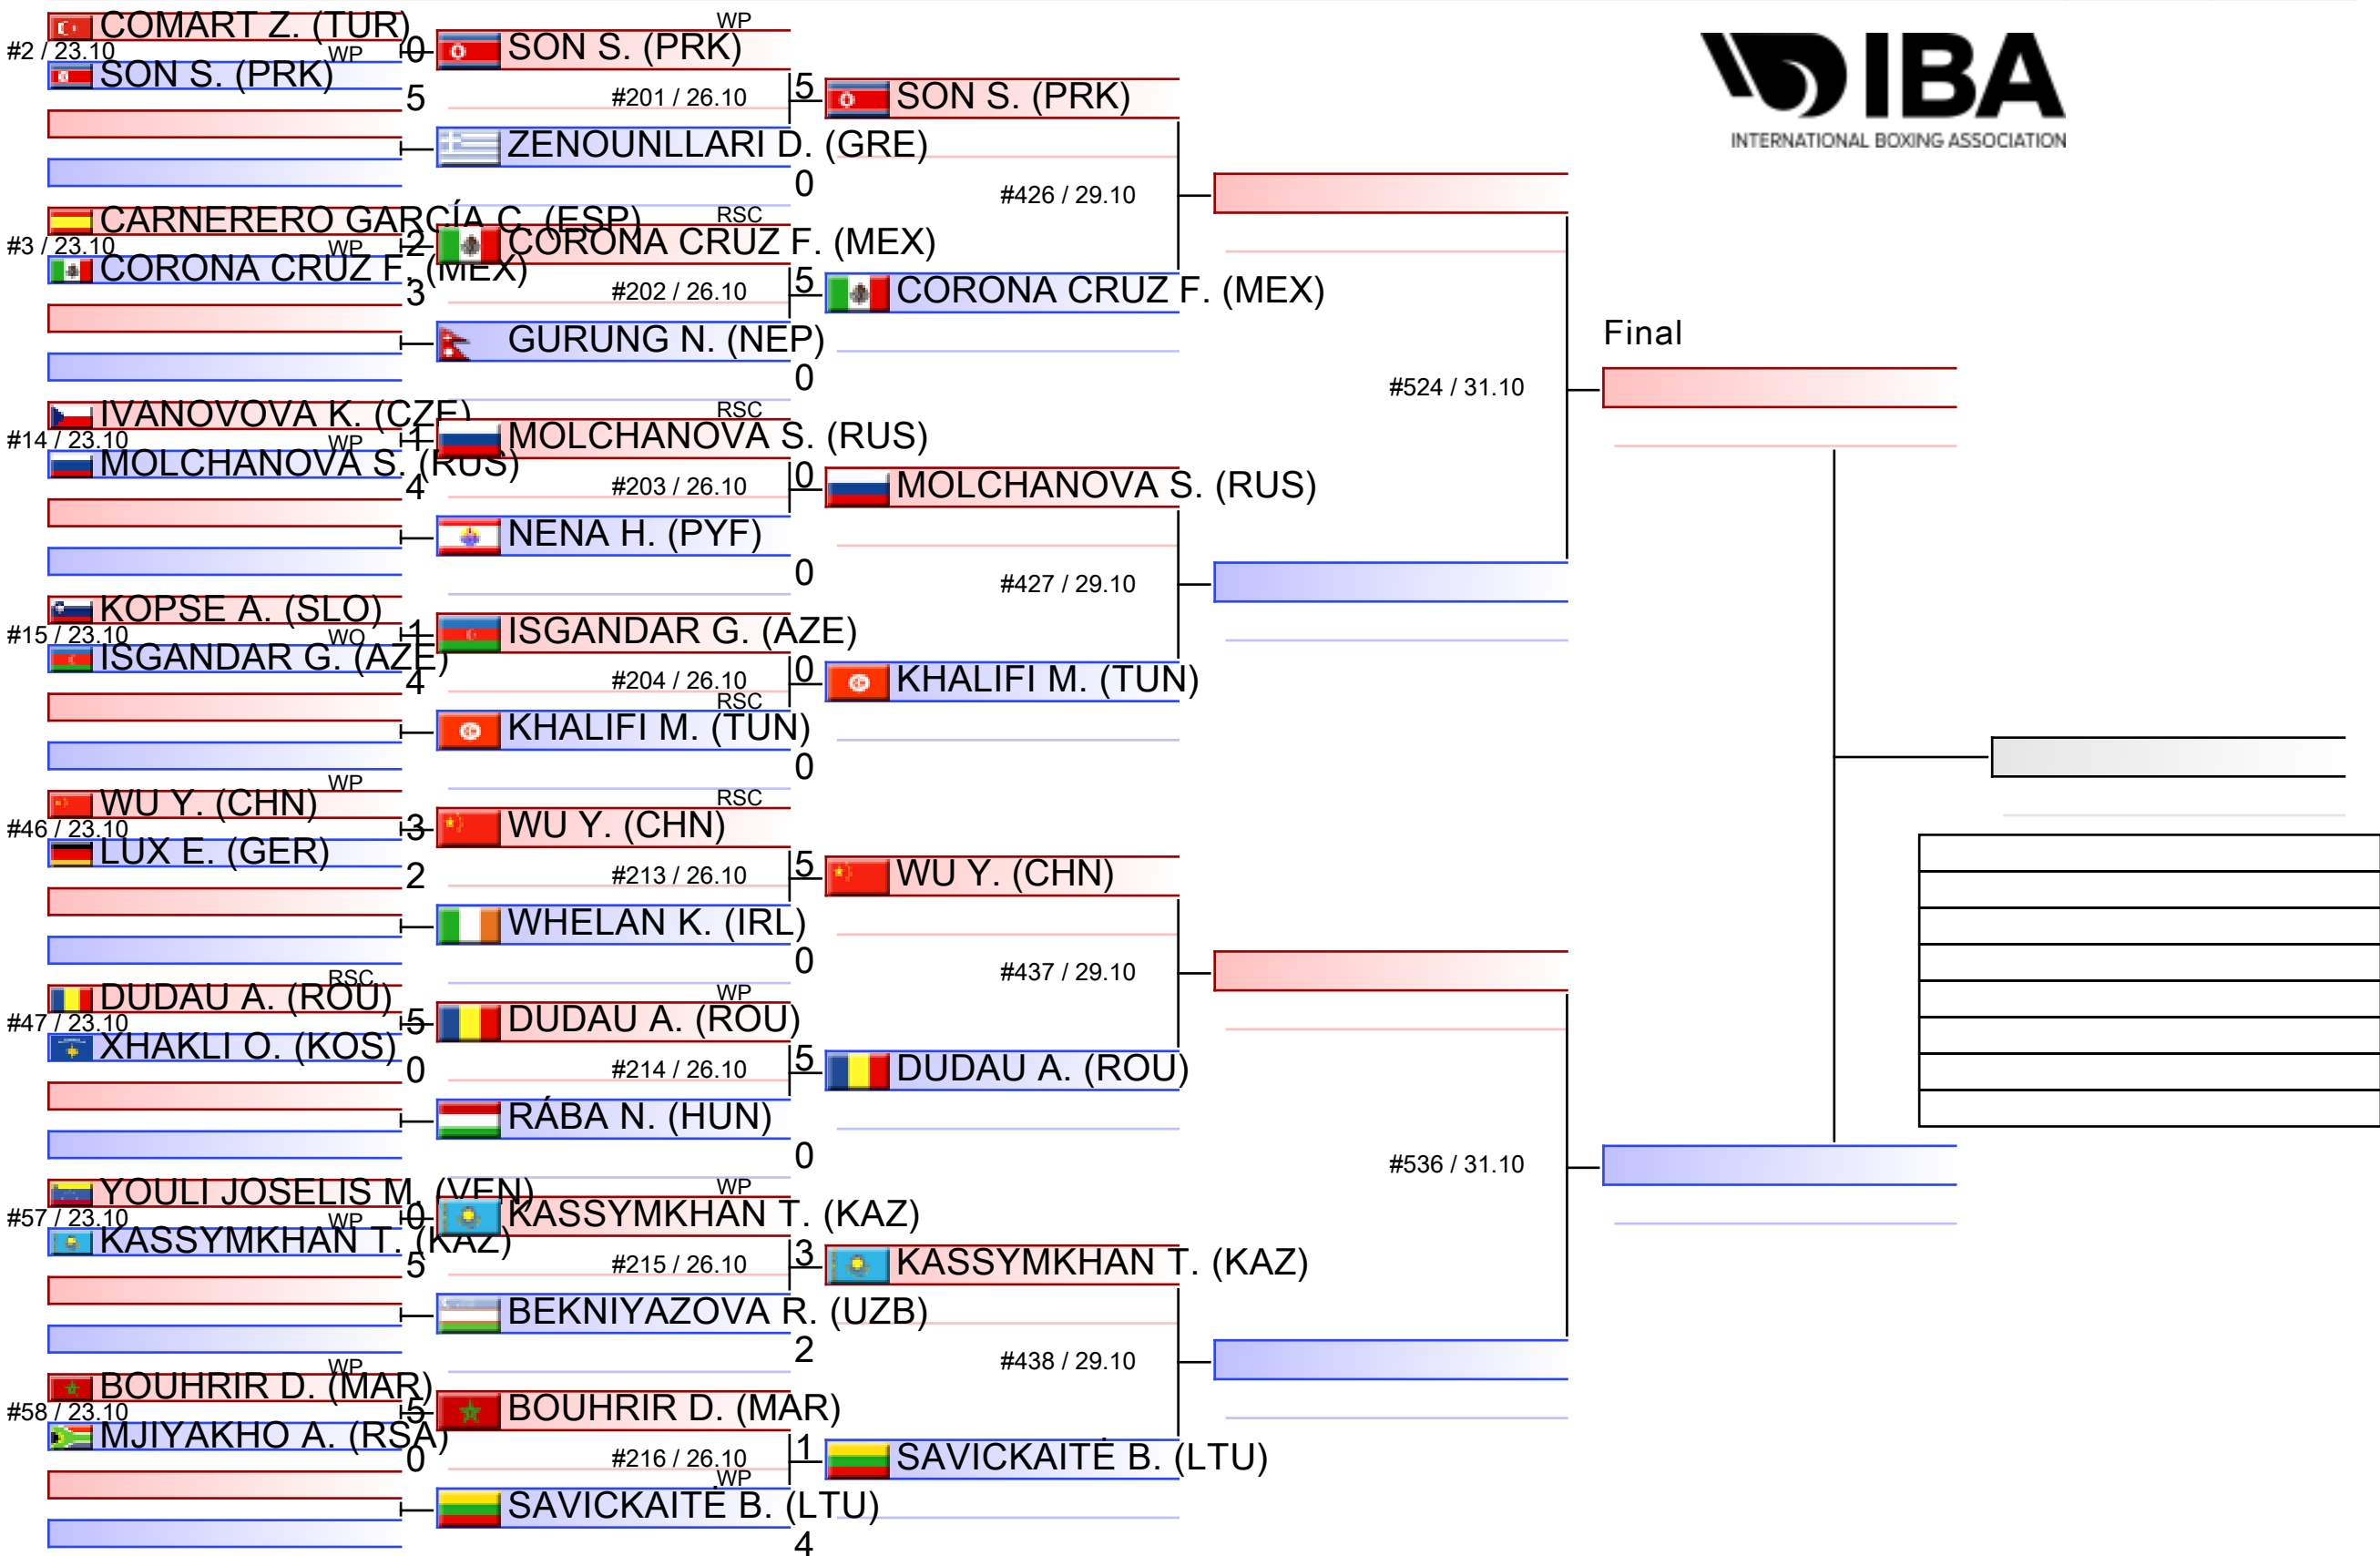 COMART Z. (TUR)
#2 / 23.10
WP
0
SON S. (PRK)
5
CARNERERO GARCÍA C. (ESP)
#3 / 23.10
WP
2
CORONA CRUZ F. (MEX)
3
IVANOVOVA K. (CZE)
#14 / 23.10
WP
1
MOLCHANOVA S. (RUS)
4
KOPSE A. (SLO)
#15 / 23.10
WO
1
ISGANDAR G. (AZE)
4
WP
WU Y. (CHN)
#46 / 23.10
3
LUX E. (GER)
2
RSC
DUDAU A. (ROU)
#47 / 23.10
5
XHAKLI O. (KOS)
0
YOULI JOSELIS M. (VEN)
#57 / 23.10
WP
0
KASSYMKHAN T. (KAZ)
5
WP
BOUHRIR D. (MAR)
#58 / 23.10
5
MJIYAKHO A. (RSA)
0
WP
SON S. (PRK)
#201 / 26.10
5
ZENOUNLLARI D. (GRE)
0
RSC
CORONA CRUZ F. (MEX)
#202 / 26.10
5
GURUNG N. (NEP)
0
RSC
MOLCHANOVA S. (RUS)
#203 / 26.10
0
NENA H. (PYF)
0
ISGANDAR G. (AZE)
#204 / 26.10
0
RSC
KHALIFI M. (TUN)
0
RSC
WU Y. (CHN)
#213 / 26.10
5
WHELAN K. (IRL)
0
WP
DUDAU A. (ROU)
#214 / 26.10
5
RÁBA N. (HUN)
0
WP
KASSYMKHAN T. (KAZ)
#215 / 26.10
3
BEKNIYAZOVA R. (UZB)
2
BOUHRIR D. (MAR)
#216 / 26.10
1
WP
SAVICKAITĖ B. (LTU)
4
SON S. (PRK)
#426 / 29.10
CORONA CRUZ F. (MEX)
MOLCHANOVA S. (RUS)
#427 / 29.10
KHALIFI M. (TUN)
WU Y. (CHN)
#437 / 29.10
DUDAU A. (ROU)
KASSYMKHAN T. (KAZ)
#438 / 29.10
SAVICKAITĖ B. (LTU)
#524 / 31.10
#536 / 31.10
Final
IBA
INTERNATIONAL BOXING ASSOCIATION